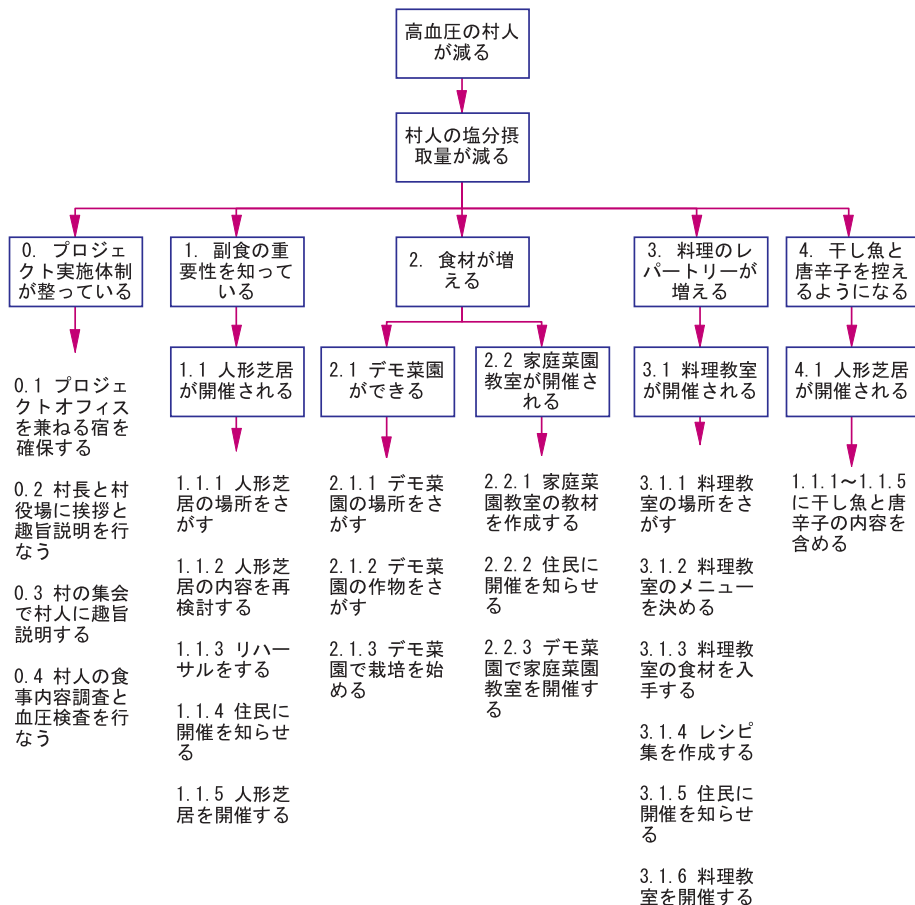 高血圧の村人
が減る
村人の塩分摂
取量が減る
0. プロジェ
クト実施体制
が整っている
1. 副食の重
要性を知って
いる
2. 食材が増
える
3. 料理のレ
パートリーが
増える
4. 干し魚と
唐辛子を控え
るようになる
1.1 人形芝居
が開催される
2.1 デモ菜園
ができる
2.2 家庭菜園
教室が開催され
る
3.1 料理教室
が開催される
4.1 人形芝居
が開催される
0.1 プロジェ
クトオフィス
を兼ねる宿を
確保する
0.2 村長と村
役場に挨拶と
趣旨説明を行
なう
0.3 村の集会
で村人に趣旨
説明する
0.4 村人の食
事内容調査と
血圧検査を行
なう
1.1.1 人形芝
居の場所をさ
がす
1.1.2 人形芝
居の内容を再
検討する
1.1.3 リハー
サルをする
1.1.4 住民に
開催を知らせ
る
1.1.5 人形芝
居を開催する
2.1.1 デモ菜
園の場所をさ
がす
2.1.2 デモ菜
園の作物をさ
がす
2.1.3 デモ菜
園で栽培を始
める
2.2.1 家庭菜
園教室の教材
を作成する
2.2.2 住民に
開催を知らせ
る
2.2.3 デモ菜
園で家庭菜園
教室を開催す
る
3.1.1 料理教
室の場所をさ
がす
3.1.2 料理教
室のメニュー
を決める
3.1.3 料理教
室の食材を入
手する
3.1.4 レシピ
集を作成する
3.1.5 住民に
開催を知らせ
る
3.1.6 料理教
室を開催する
1.1.1〜1.1.5
に干し魚と唐
辛子の内容を
含める